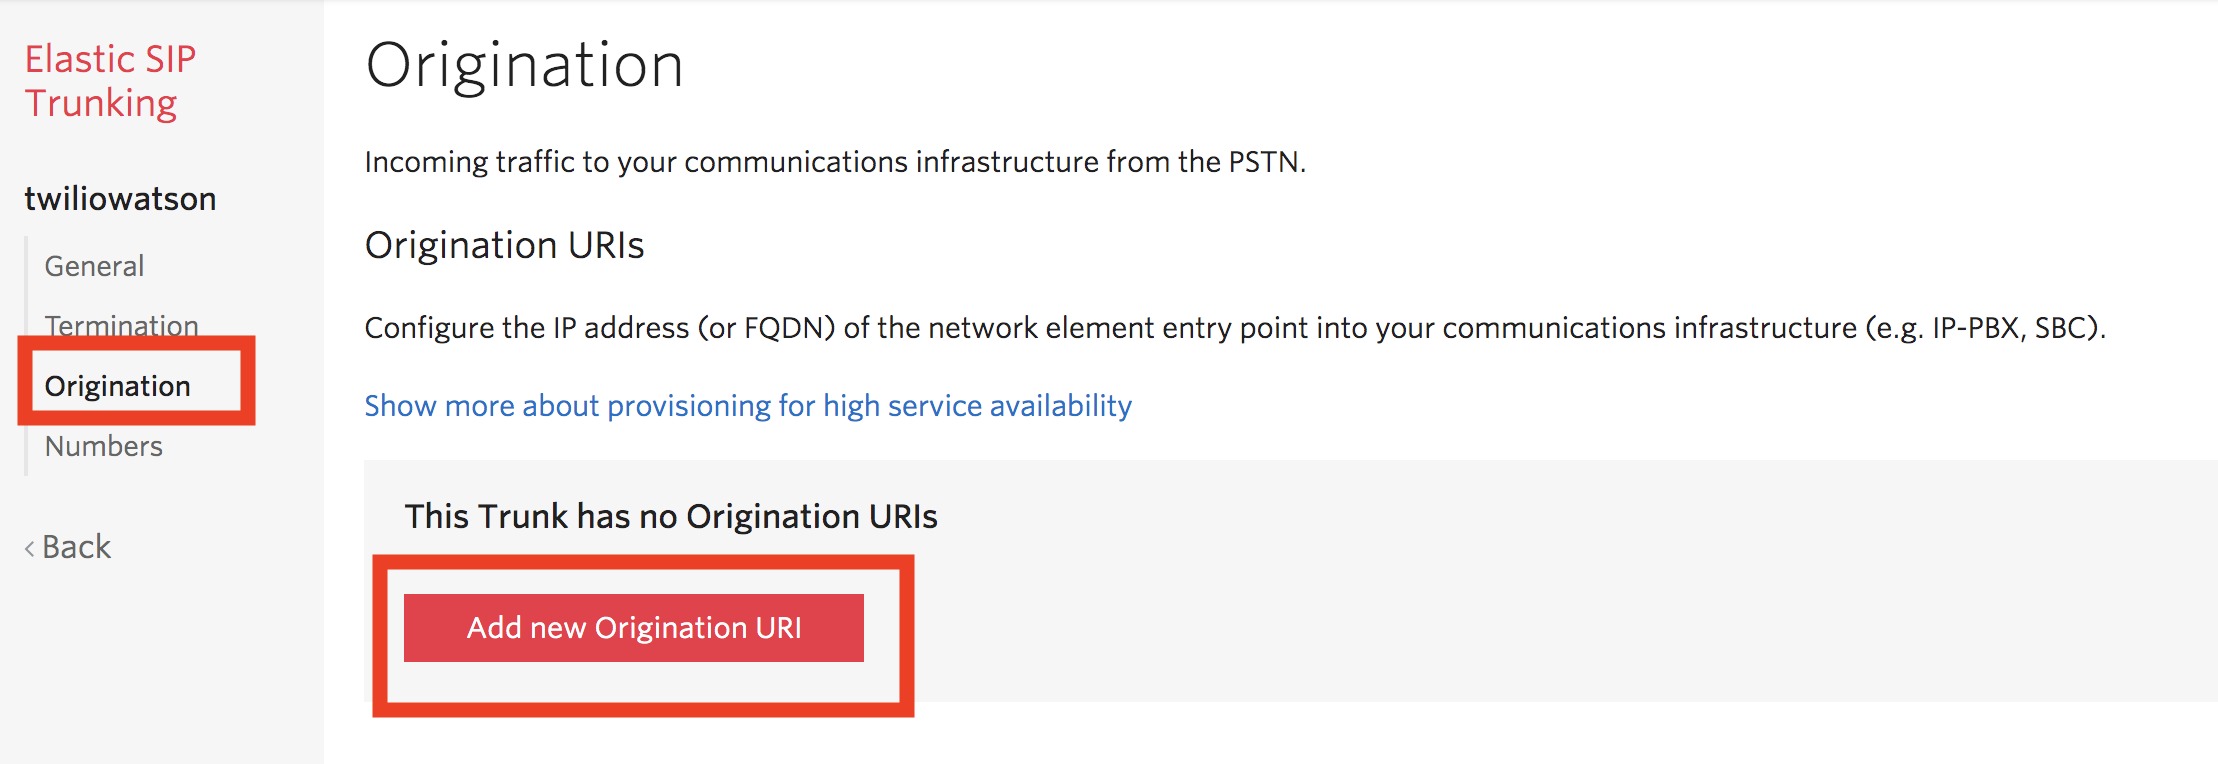 Elastic SIP
Trunking
twiliowatson
General
Termination
Origination
Numbers
‹ Back
Origination
Incoming traffic to your communications infrastructure from the PSTN.
Origination URIs
Configure the IP address (or FQDN) of the network element entry point into your communications infrastructure (e.g. IP-PBX, SBC).
Show more about provisioning for high service availability
This Trunk has no Origination URIs
Add new Origination URI